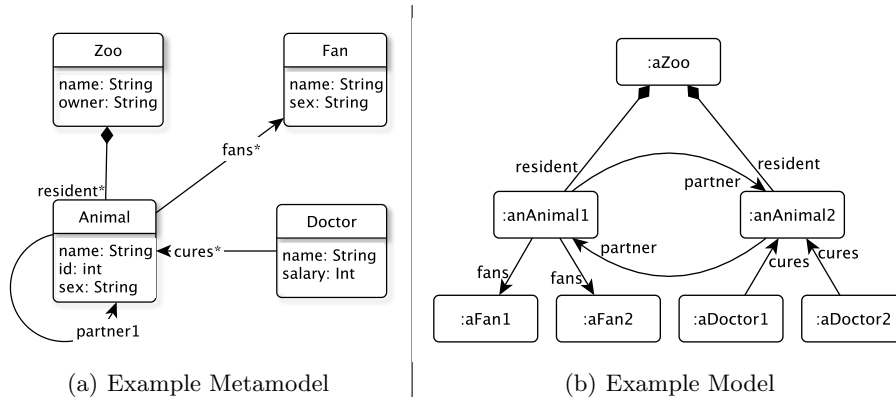 Zoo
name: String
owner: String
Fan
name: String
sex: String
fans*
resident*
Animal
name: String
id: int
sex: String
partner1
cures*
Doctor
name: String
salary: Int
(a) Example Metamodel
:aZoo
resident
resident
partner
:anAnimal1
:anAnimal2
partner
fans
fans
cures
cures
:aFan1
:aFan2
:aDoctor1
:aDoctor2
(b) Example Model